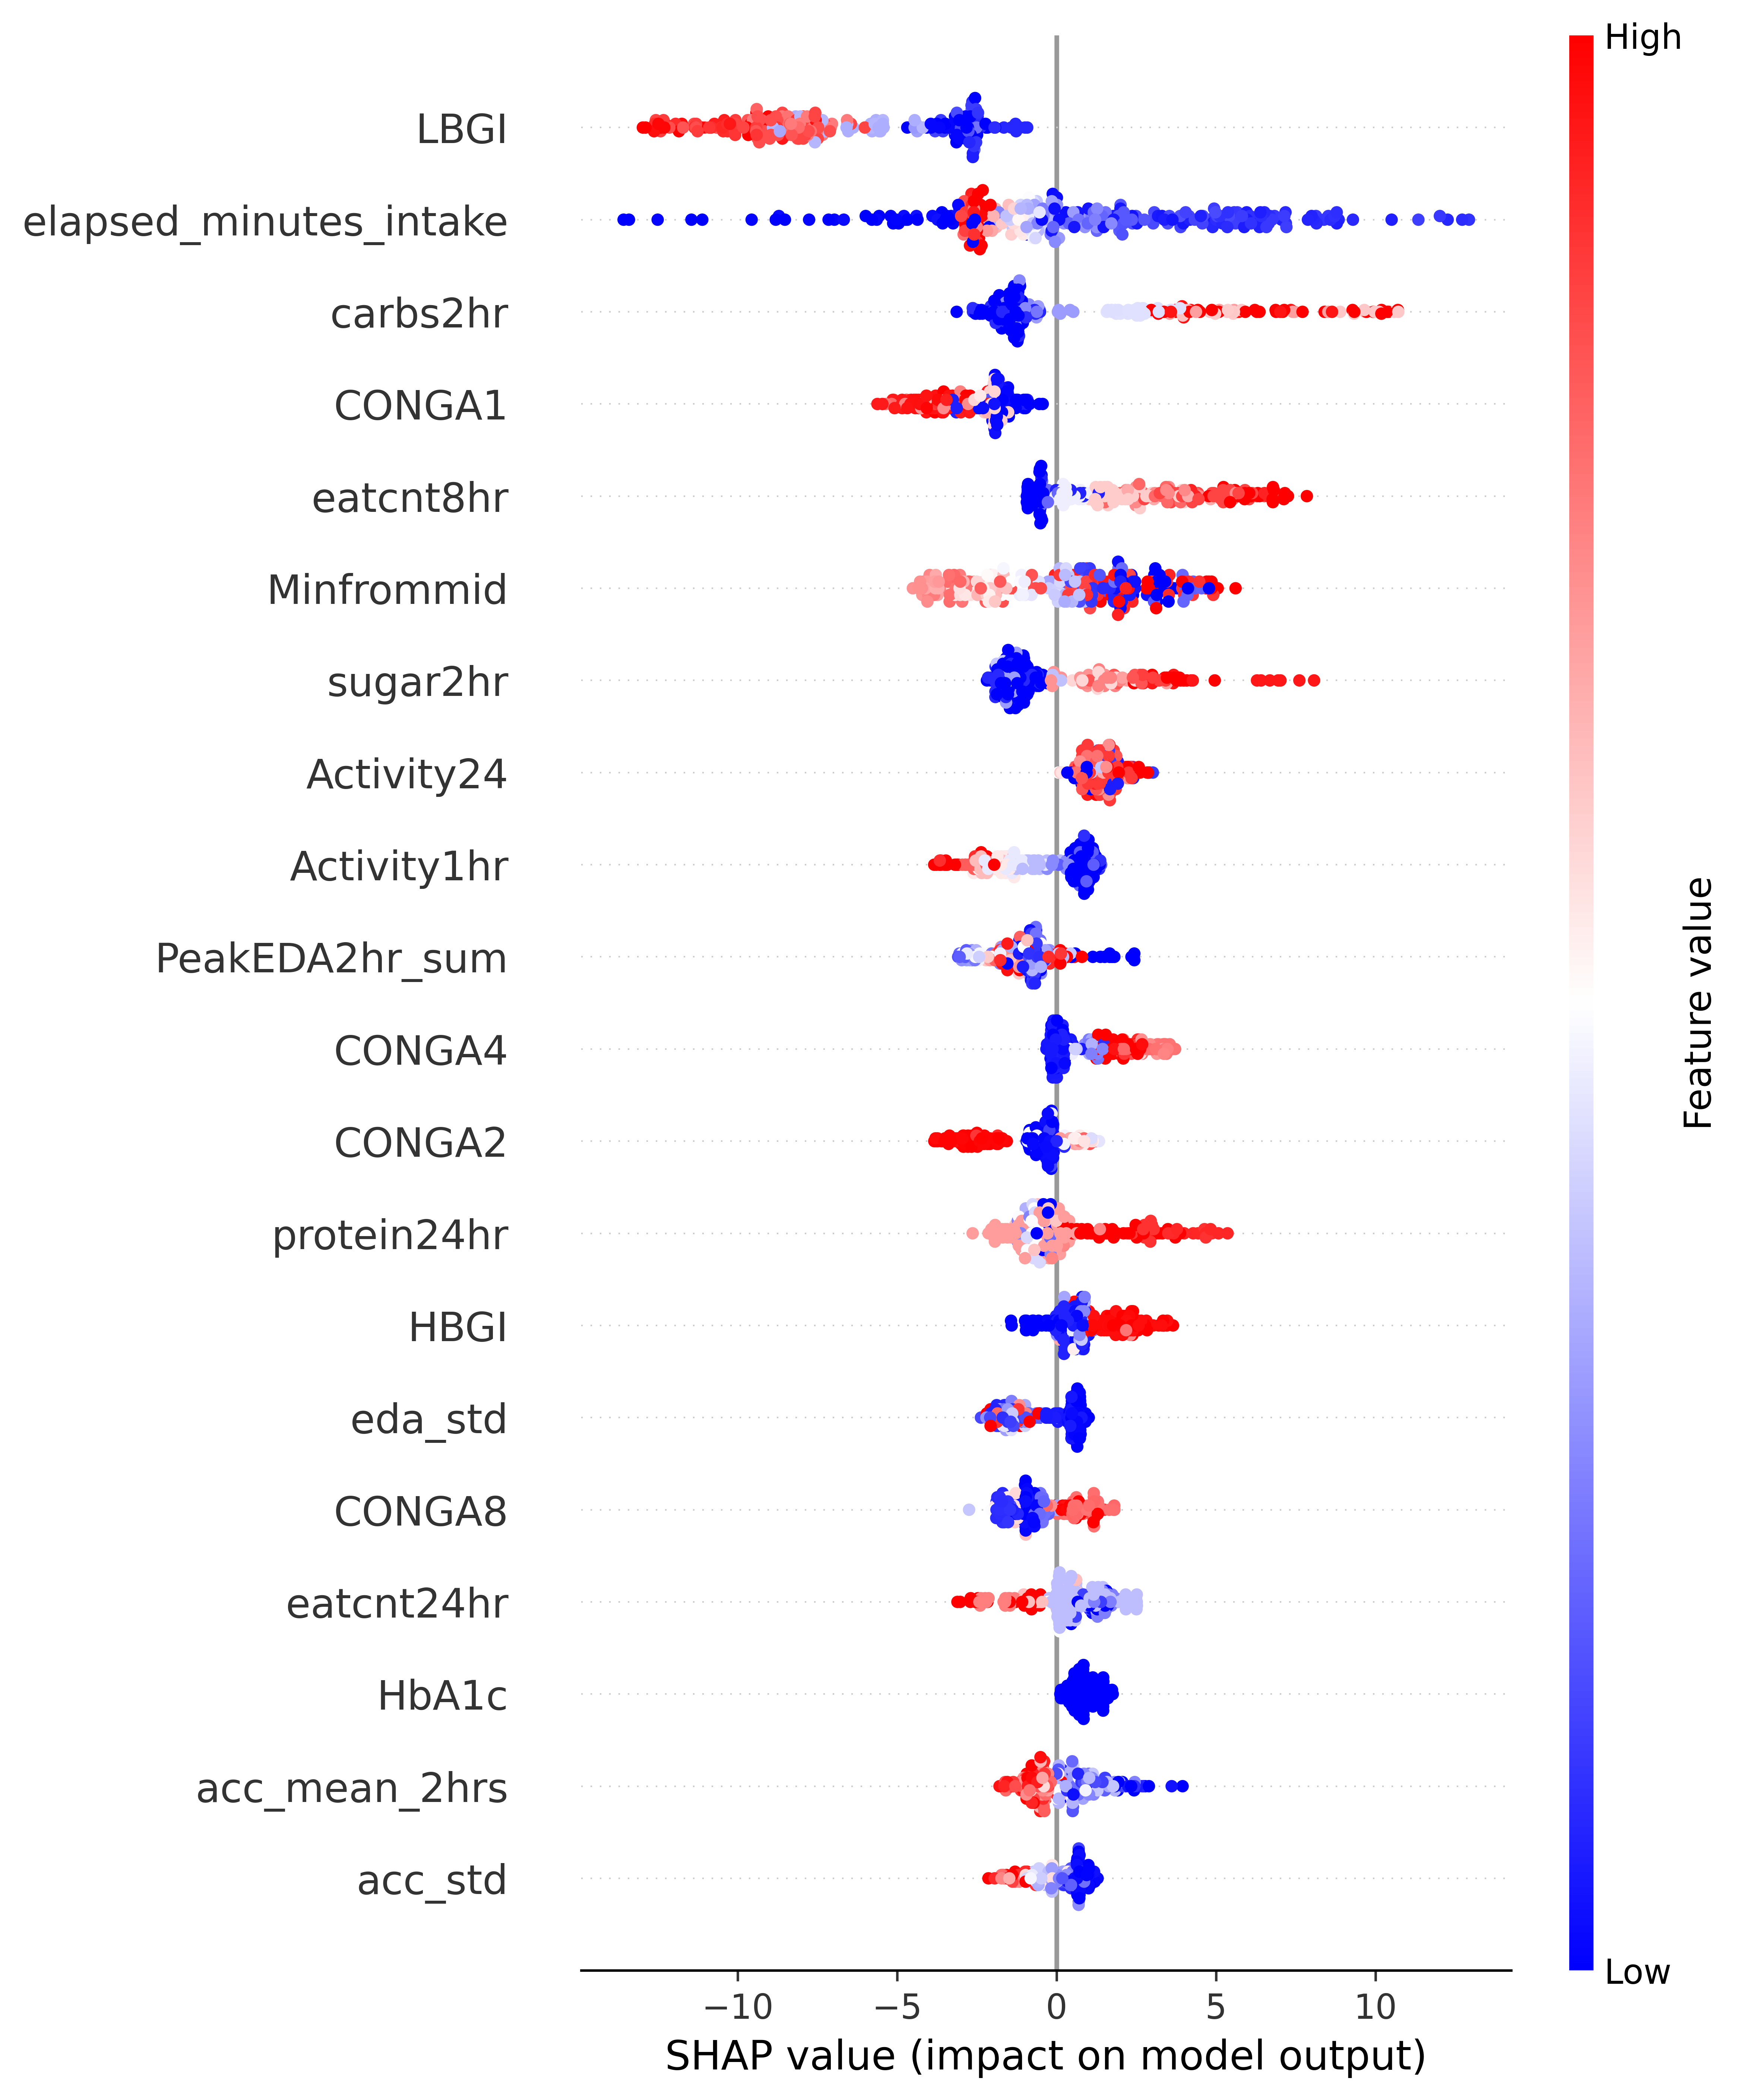 High
LBGI
elapsed_minutes_intake
carbs2hr
CONGA1
eatcnt8hr
Minfrommid
sugar2hr
Activity24
Activity1hr
PeakEDA2hr_sum
CONGA4
CONGA2
protein24hr
HBGI
eda_std
CONGA8
eatcnt24hr
HbA1c
acc_mean_2hrs
acc_std
Feature value
Low
−10 −5 0 5 10
SHAP value (impact on model output)